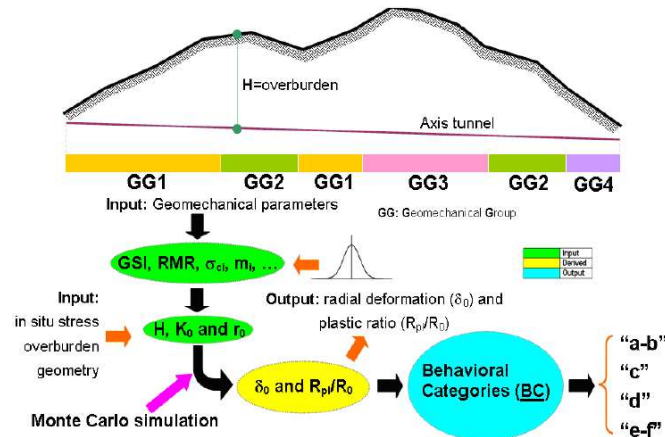 H=overburden
Axis tunnel
GG1 GG2 GG1 GG3 GG2 GG4
Input: Geomechanical parameters
GG: Geomechanical Group
GSI, RMR, σci, mi, ...
Input
Derived
Output
Input:
in situ stress
overburden
geometry
H, K0 and r0
Output: radial deformation (δ0) and
plastic ratio (Rpl/R0)
δ0 and Rpl/R0
Behavioral
Categories (BC)
"a-b"
"c"
"d"
"e-f"
Monte Carlo simulation